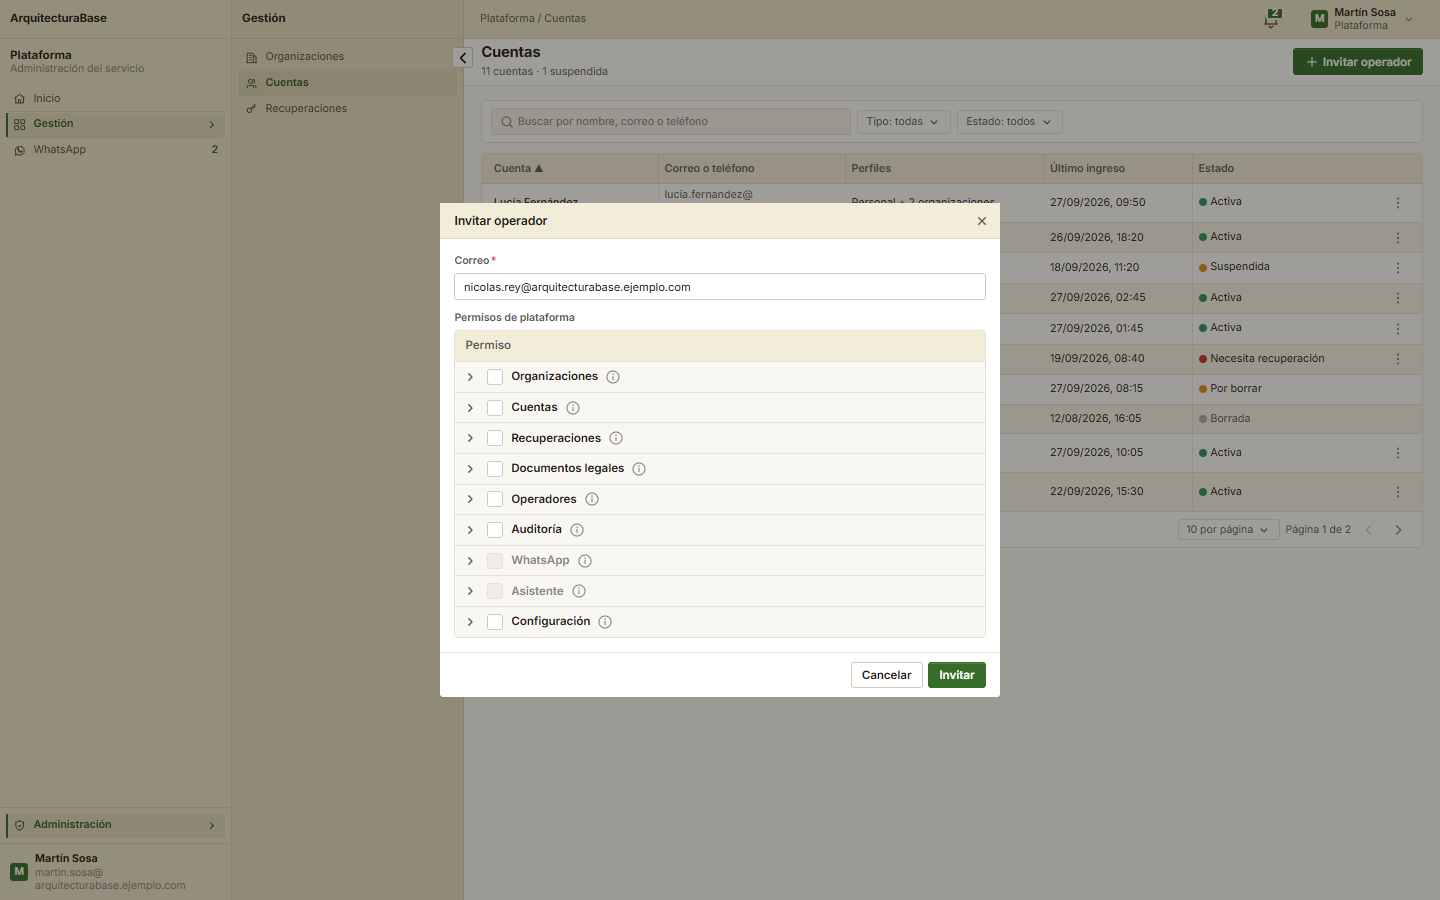 ArquitecturaBase
Plataforma
Administración del servicio
Inicio
Gestión
WhatsApp 2
Administración
M
Martín Sosa
martin.sosa@
arquitecturabase.ejemplo.com
Gestión
Organizaciones
Cuentas
Recuperaciones
Plataforma / Cuentas
2
M
Martín Sosa
Plataforma
Cuentas
11 cuentas · 1 suspendida
Invitar operador
Buscar por nombre, correo o teléfono
Tipo: todas
Estado: todos
Cuenta ▲ Correo o teléfono Perfiles Último ingreso Estado
Lucía Fernández lucia.fernandez@ Personal + 2 organizaciones 27/09/2026, 09:50 Activa
26/09/2026, 18:20 Activa
18/09/2026, 11:20 Suspendida
27/09/2026, 02:45 Activa
27/09/2026, 01:45 Activa
19/09/2026, 08:40 Necesita recuperación
27/09/2026, 08:15 Por borrar
12/08/2026, 16:05 Borrada
27/09/2026, 10:05 Activa
22/09/2026, 15:30 Activa
10 por página Página 1 de 2
Invitar operador
Correo *
nicolas.rey@arquitecturabase.ejemplo.com
Permisos de plataforma
Permiso
Organizaciones
Cuentas
Recuperaciones
Documentos legales
Operadores
Auditoría
WhatsApp
Asistente
Configuración
Cancelar
Invitar